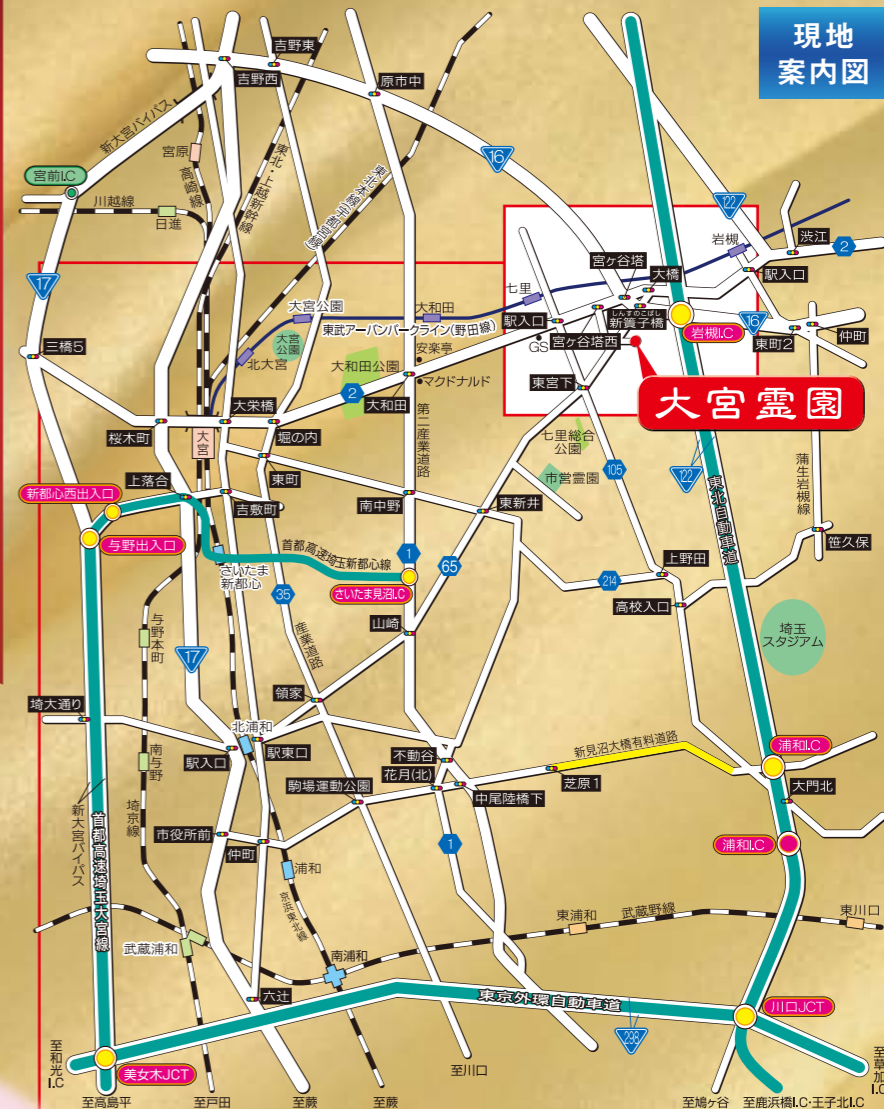 現地
案内図
吉野東
吉野西
原市中
新大宮バイパス
宮原
高崎線
東北・上越新幹線
東北本線(宇都宮線)
16
122
宮前I.C
川越線
日進
17
岩槻
渋江
2
宮ヶ谷塔
大橋
駅入口
七里
しんすのこばし
新簀子橋
駅入口
宮ヶ谷塔西
GS
岩槻I.C
16
東町2
仲町
大宮公園
大宮公園
北大宮
大和田
東武アーバンパークライン(野田線)
安楽亭
大和田公園
マクドナルド
三橋5
2
大和田
東宮下
大宮霊園
桜木町
大栄橋
堀の内
大宮
第二産業道路
七里総合公園
市営霊園
105
122
東北自動車道
蒲生岩槻線
東町
上落合
新都心西出入口
吉敷町
南中野
東新井
笹久保
与野出入口
さいたま新都心
首都高速埼玉新都心線
1
65
さいたま見沼I.C
214
上野田
高校入口
35
山崎
埼玉スタジアム
与野本町
産業道路
17
領家
埼大通り
北浦和
駅東口
駅入口
不動谷
新見沼大橋有料道路
浦和I.C
南与野
花月(北)
駒場運動公園
中尾陸橋下
芝原1
大門北
埼京線
新大宮バイパス
首都高速埼玉大宮線
市役所前
仲町
1
浦和I.C
浦和
京浜東北線
東浦和
武蔵野線
東川口
武蔵浦和
南浦和
六辻
東京外環自動車道
川口JCT
298
至和光I.C
美女木JCT
至草加I.C
至高島平
至戸田
至蕨
至蕨
至川口
至鳩ヶ谷
至鹿浜橋I.C・王子北I.C